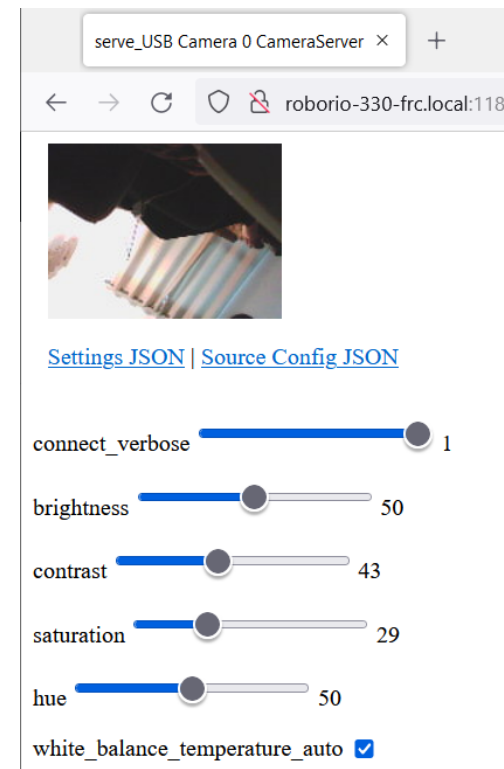 serve_USB Camera 0 CameraServer × +
roborio-330-frc.local:118
Settings JSON | Source Config JSON
connect_verbose 1
brightness 50
contrast 43
saturation 29
hue 50
white_balance_temperature_auto